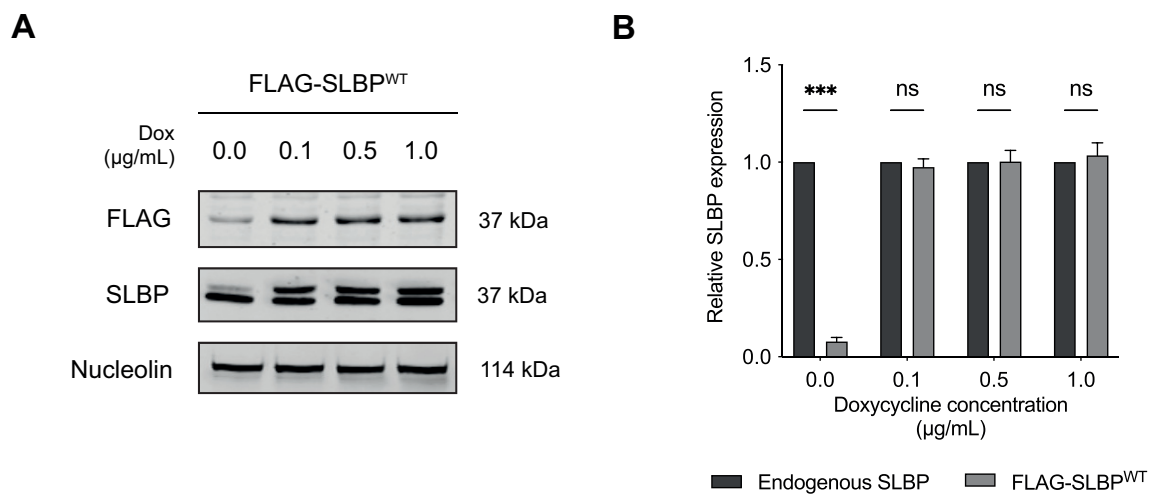 A
FLAG-SLBPWT
Dox
(µg/mL)
0.0 0.1 0.5 1.0
FLAG 37 kDa
SLBP 37 kDa
Nucleolin 114 kDa
B
Relative SLBP expression
1.5
1.0
0.5
0.0
*** ns ns ns
0.0 0.1 0.5 1.0
Doxycycline concentration
(µg/mL)
Endogenous SLBP FLAG-SLBPWT